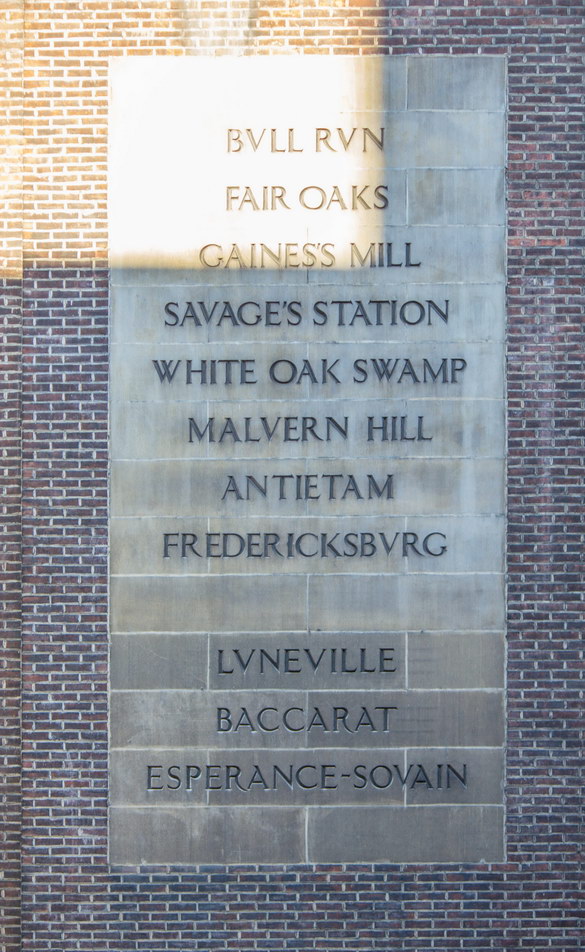 BVLL RVN
FAIR OAKS
GAINES'S MILL
SAVAGE'S STATION
WHITE OAK SWAMP
MALVERN HILL
ANTIETAM
FREDERICKSBVRG
LVNEVILLE
BACCARAT
ESPERANCE-SOVAIN